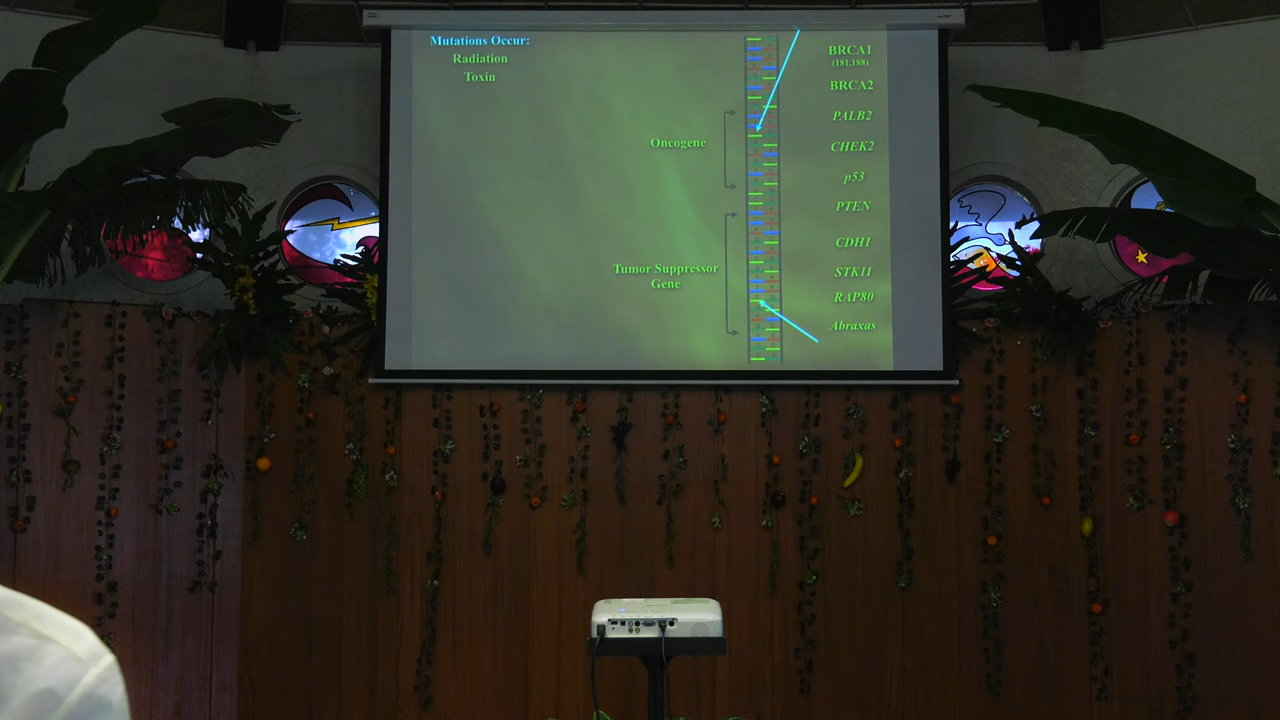 Mutations Occur:
Radiation
Toxin
Oncogene
Tumor Suppressor
Gene
BRCA1
(181,188)
BRCA2
PALB2
CHEK2
p53
PTEN
CDH1
STK11
RAP80
Abraxas